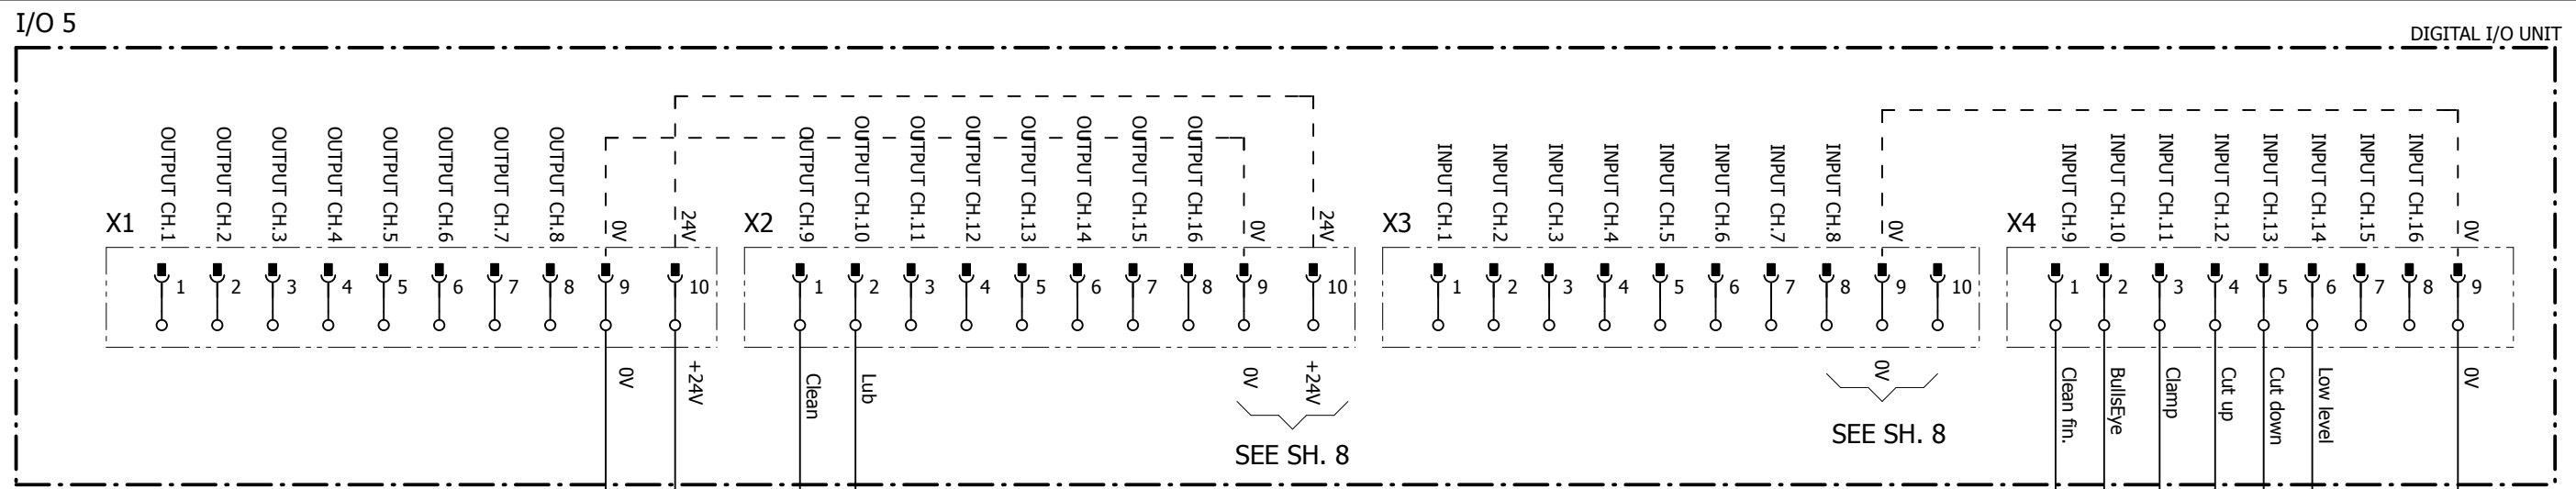 I/O 5
DIGITAL I/O UNIT
X1
OUTPUT CH.1
OUTPUT CH.2
OUTPUT CH.3
OUTPUT CH.4
OUTPUT CH.5
OUTPUT CH.6
OUTPUT CH.7
OUTPUT CH.8
0V
24V
1
2
3
4
5
6
7
8
9
10
0V
+24V
X2
OUTPUT CH.9
OUTPUT CH.10
OUTPUT CH.11
OUTPUT CH.12
OUTPUT CH.13
OUTPUT CH.14
OUTPUT CH.15
OUTPUT CH.16
0V
24V
1
2
3
4
5
6
7
8
9
10
Clean
Lub
0V
+24V
SEE SH. 8
X3
INPUT CH.1
INPUT CH.2
INPUT CH.3
INPUT CH.4
INPUT CH.5
INPUT CH.6
INPUT CH.7
INPUT CH.8
0V
1
2
3
4
5
6
7
8
9
10
0V
SEE SH. 8
X4
INPUT CH.9
INPUT CH.10
INPUT CH.11
INPUT CH.12
INPUT CH.13
INPUT CH.14
INPUT CH.15
INPUT CH.16
0V
1
2
3
4
5
6
7
8
9
Clean fin.
BullsEye
Clamp
Cut up
Cut down
Low level
0V